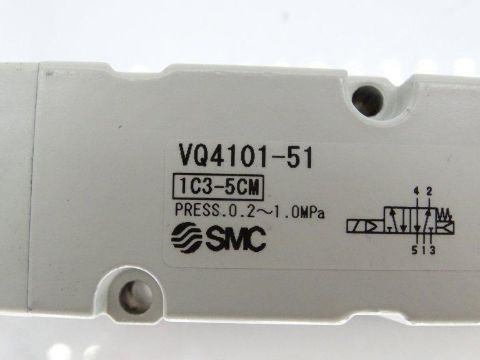 VQ4101-51
1C3-5CM
PRESS.0.2～1.0MPa
SMC
4 2
5 1 3